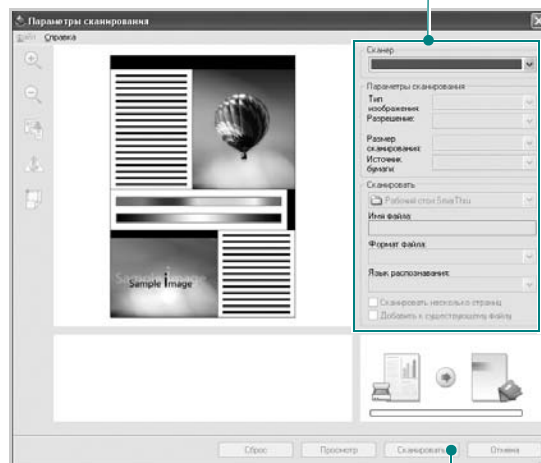 Параметры сканирования
Файл Справка
Сканер
Параметры сканирования
Тип
изображения:
Разрешение:
Размер
сканирования:
Источник
бумаги:
Сканировать
Рабочий стол SmarThru
Имя файла:
Формат файла:
Язык распознавания:
Сканировать несколько страниц
Добавить к существующему файлу
Sample Image
Sample Image
Сброс Просмотр Сканировать Отмена